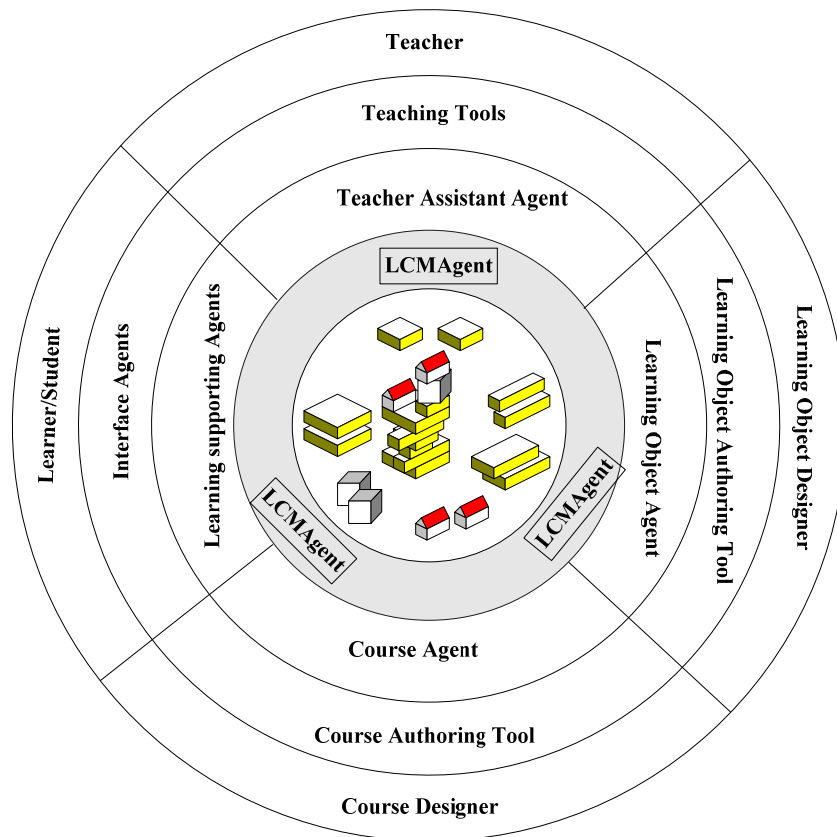 Teacher
Teaching Tools
Teacher Assistant Agent
LCMAgent
Learner/Student
Interface Agents
Learning supporting Agents
Learning Object Agent
Learning Object Authoring Tool
Learning Object Designer
LCMAgent
LCMAgent
Course Agent
Course Authoring Tool
Course Designer